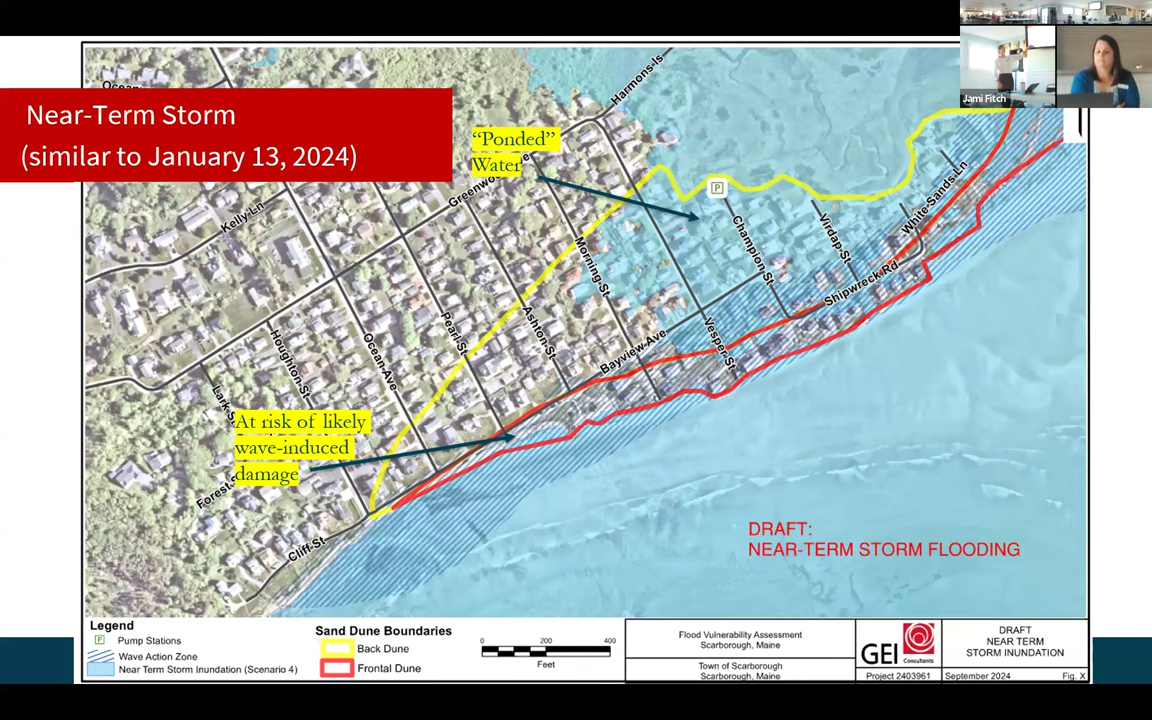 Near-Term Storm
(similar to January 13, 2024)
Jami Fitch
"Ponded"
Water
Harmons-Is
Kelly-Ln
Champion-St
Virdap-St
White-Sands-Ln
Morning-St
Shipwreck-Rd
Houghton-St
Ocean-Ave
Pearl-St
Ashton-St
Bayview-Ave
Vesper-St
At risk of likely
wave-induced
damage
Cliff-St
DRAFT:
NEAR-TERM STORM FLOODING
Legend
P Pump Stations
Wave Action Zone
Near Term Storm Inundation (Scenario 4)
Sand Dune Boundaries
Back Dune
Frontal Dune
0 200 400
Feet
Flood Vulnerability Assessment
Scarborough, Maine
Town of Scarborough
Scarborough, Maine
GEI Consultants
Project 2403961
DRAFT
NEAR TERM
STORM INUNDATION
September 2024 Fig. X